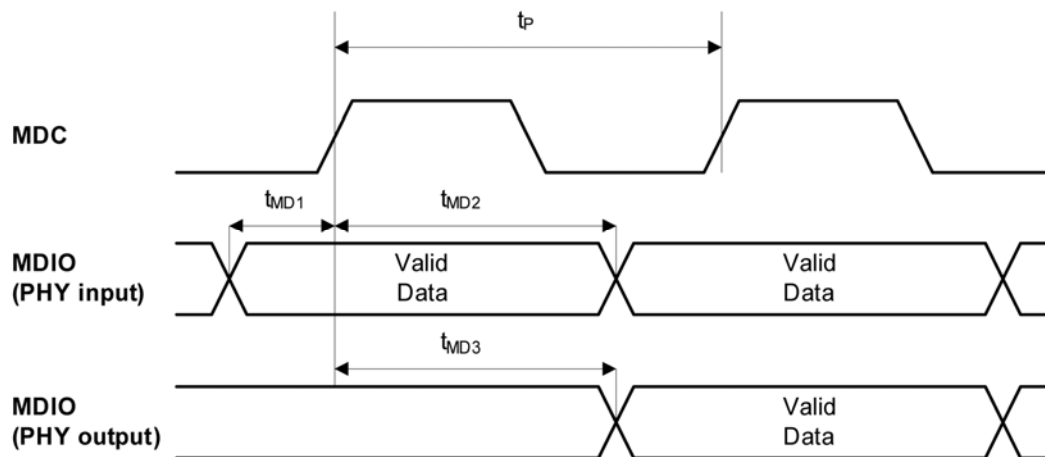 tP
MDC
tMD1
tMD2
MDIO
(PHY input)
Valid
Data
Valid
Data
tMD3
MDIO
(PHY output)
Valid
Data